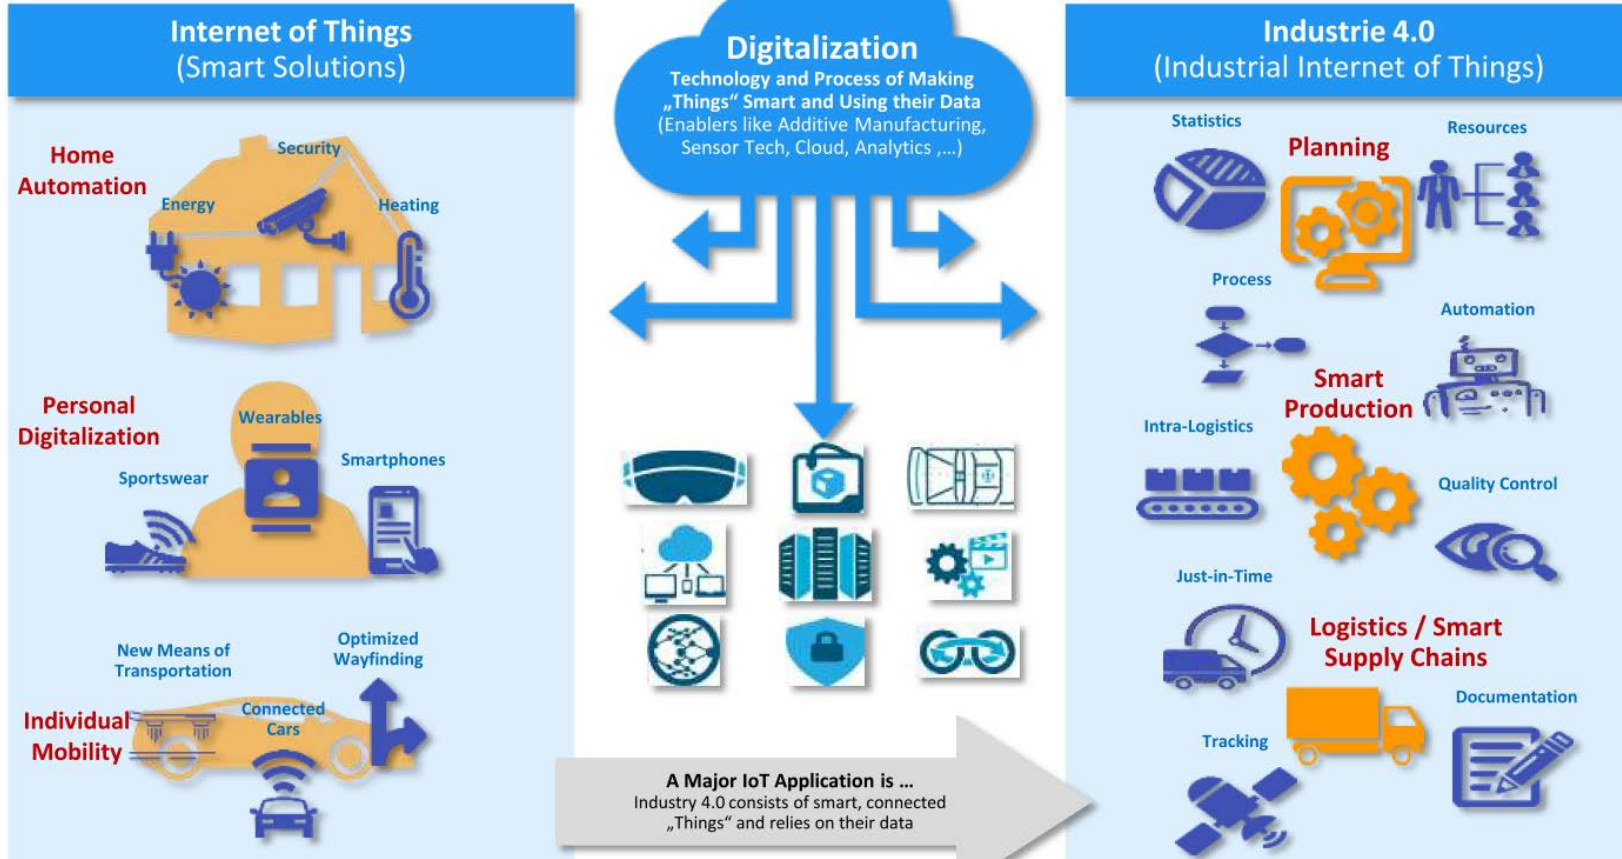 Internet of Things
(Smart Solutions)
Home
Automation
Security
Energy
Heating
Personal
Digitalization
Wearables
Sportswear
Smartphones
New Means of
Transportation
Optimized
Wayfinding
Individual
Mobility
Connected
Cars
Digitalization
Technology and Process of Making
„Things“ Smart and Using their Data
(Enablers like Additive Manufacturing,
Sensor Tech, Cloud, Analytics ,...)
A Major IoT Application is ...
Industry 4.0 consists of smart, connected
„Things“ and relies on their data
Industrie 4.0
(Industrial Internet of Things)
Statistics
Planning
Resources
Process
Automation
Smart
Production
Intra-Logistics
Quality Control
Just-in-Time
Logistics / Smart
Supply Chains
Documentation
Tracking